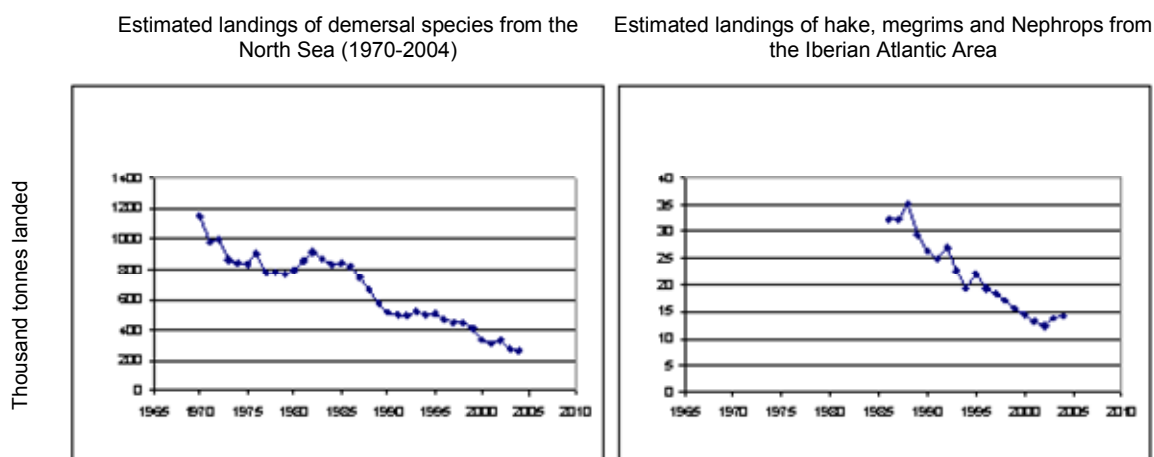 Estimated landings of demersal species from the
North Sea (1970-2004)
Estimated landings of hake, megrims and Nephrops from
the Iberian Atlantic Area
Thousand tonnes landed
1400
1200
1000
800
600
400
200
0
1965 1970 1975 1980 1985 1990 1995 2000 2005 2010
40
35
30
25
20
15
10
5
0
1965 1970 1975 1980 1985 1990 1995 2000 2005 2010